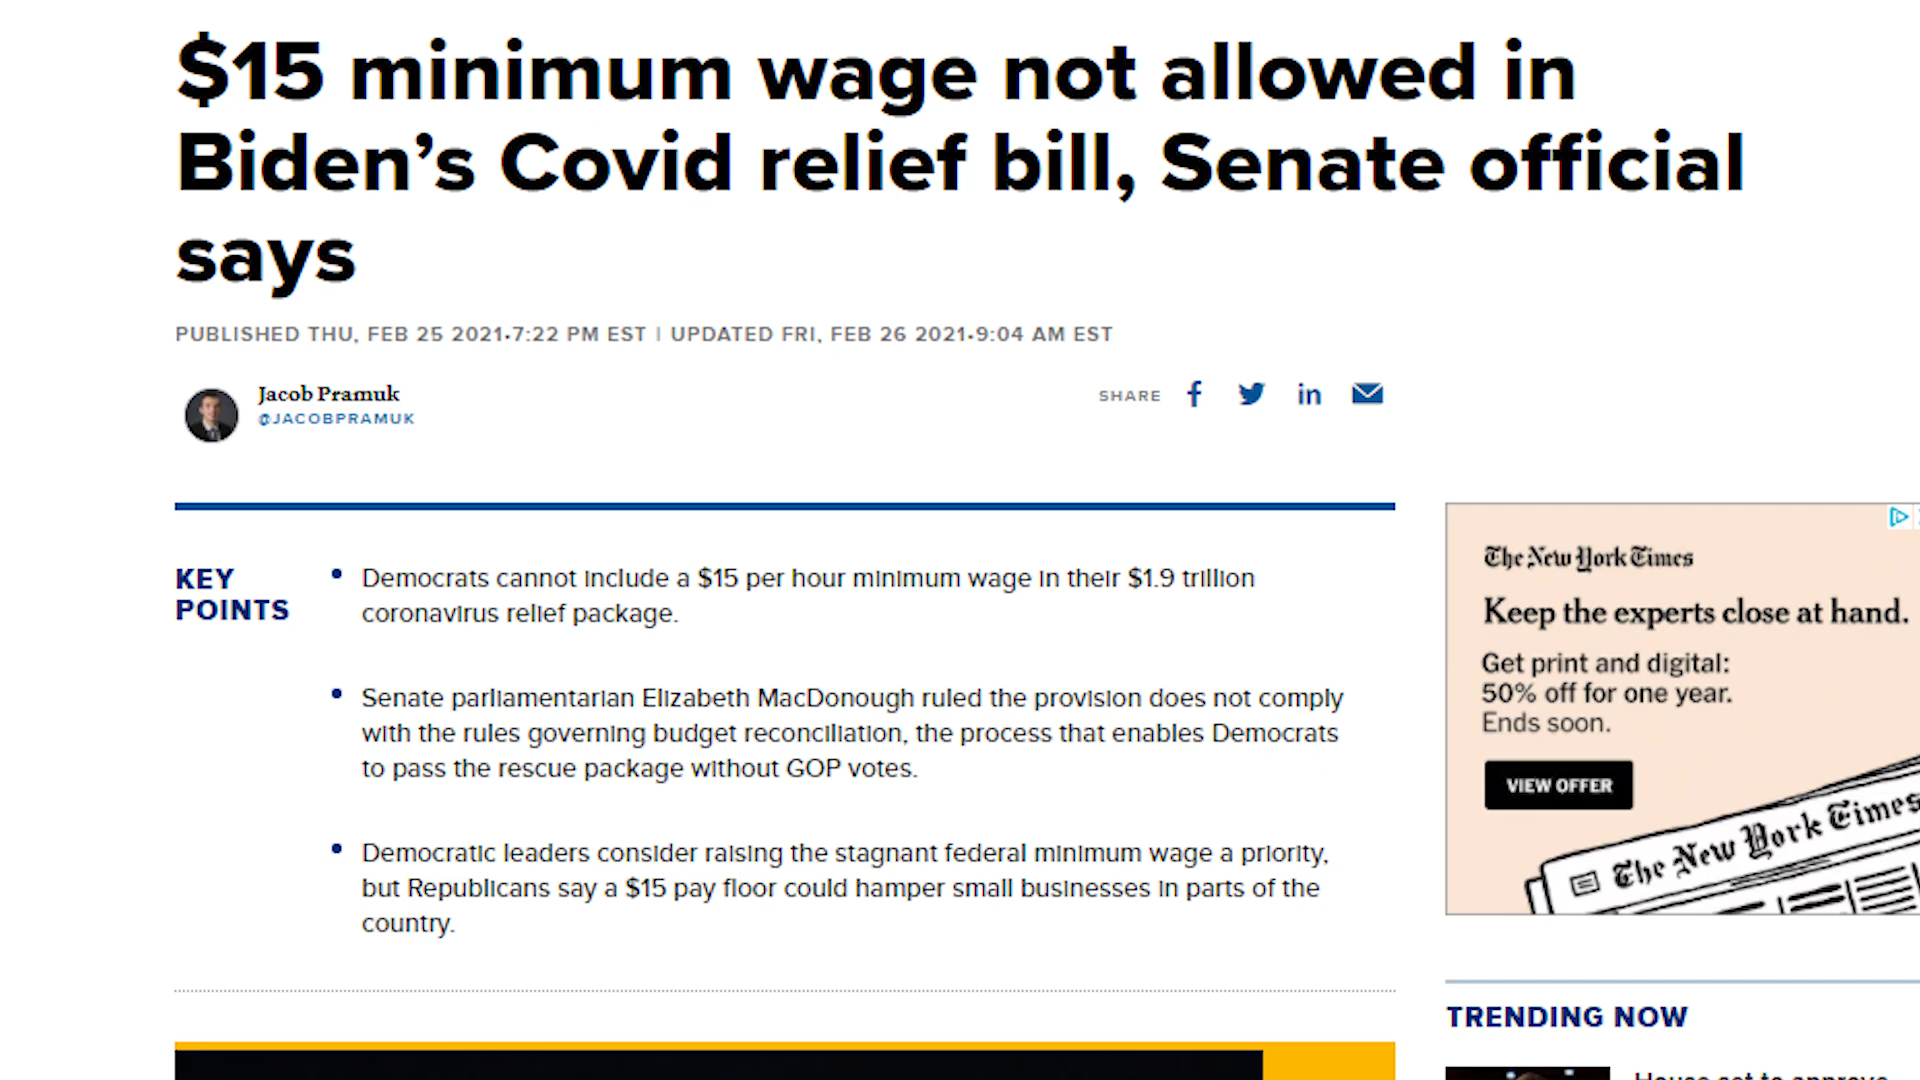 $15 minimum wage not allowed in
Biden’s Covid relief bill, Senate official
says
PUBLISHED THU, FEB 25 2021•7:22 PM EST | UPDATED FRI, FEB 26 2021•9:04 AM EST
Jacob Pramuk
@JACOBPRAMUK
SHARE
KEY
POINTS
Democrats cannot include a $15 per hour minimum wage in their $1.9 trillion
coronavirus relief package.
Senate parliamentarian Elizabeth MacDonough ruled the provision does not comply
with the rules governing budget reconciliation, the process that enables Democrats
to pass the rescue package without GOP votes.
Democratic leaders consider raising the stagnant federal minimum wage a priority,
but Republicans say a $15 pay floor could hamper small businesses in parts of the
country.
The New York Times
Keep the experts close at hand.
Get print and digital:
50% off for one year.
Ends soon.
VIEW OFFER
The New York Times
TRENDING NOW
House set to approve